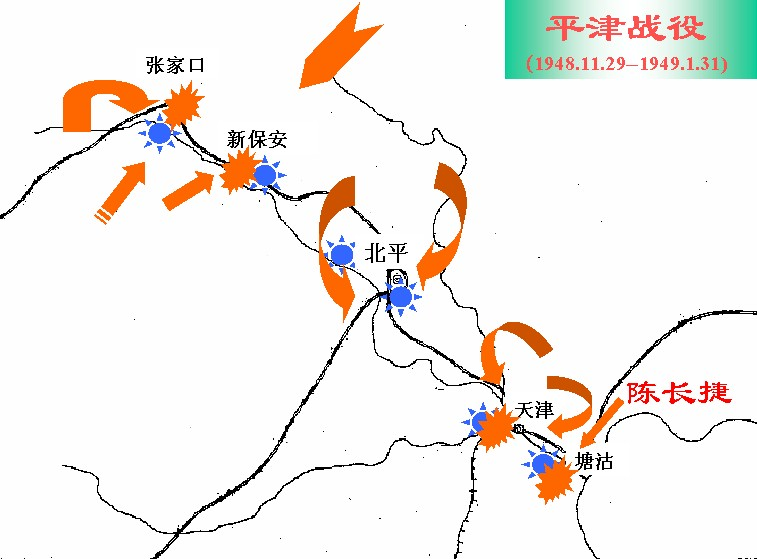 平津战役
(1948.11.29—1949.1.31)
张家口
新保安
北平
天津
陈长捷
塘沽